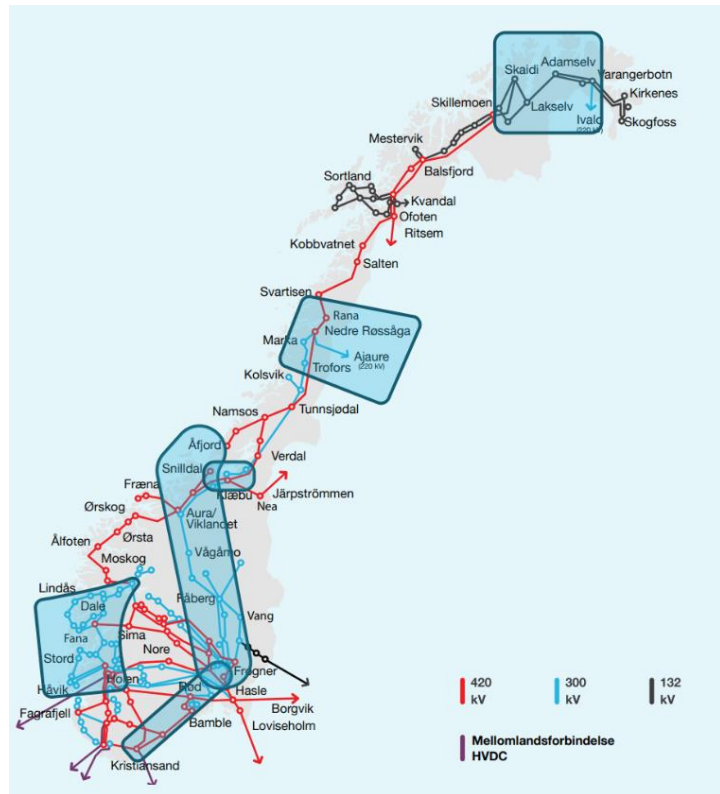 Adamselv
Skaidi
Varangerbotn
Kirkenes
Skillemoen
Lakselv
Ivalo
(220 kV)
Skogfoss
Mestervik
Balsfjord
Sortland
Kvandal
Ofoten
Ritsem
Kobbvatnet
Salten
Svartisen
Rana
Nedre Røssåga
Marka
Ajaure
(220 kV)
Trofors
Kolsvik
Namsos
Tunnsjødal
Åfjord
Verdal
Snilldal
Klæbu
Järpströmmen
Nea
Fræna
Ørskog
Aura/
Viklandet
Ørsta
Ålfoten
Vågåmo
Moskog
Lindås
Fåberg
Dale
Vang
Fana
Sima
Nore
Stord
Frogner
Håvik
Rød
Hasle
Fagrafjell
Borgvik
Bamble
Loviseholm
Kristiansand
420
kV
300
kV
132
kV
Mellomlandsforbindelse
HVDC